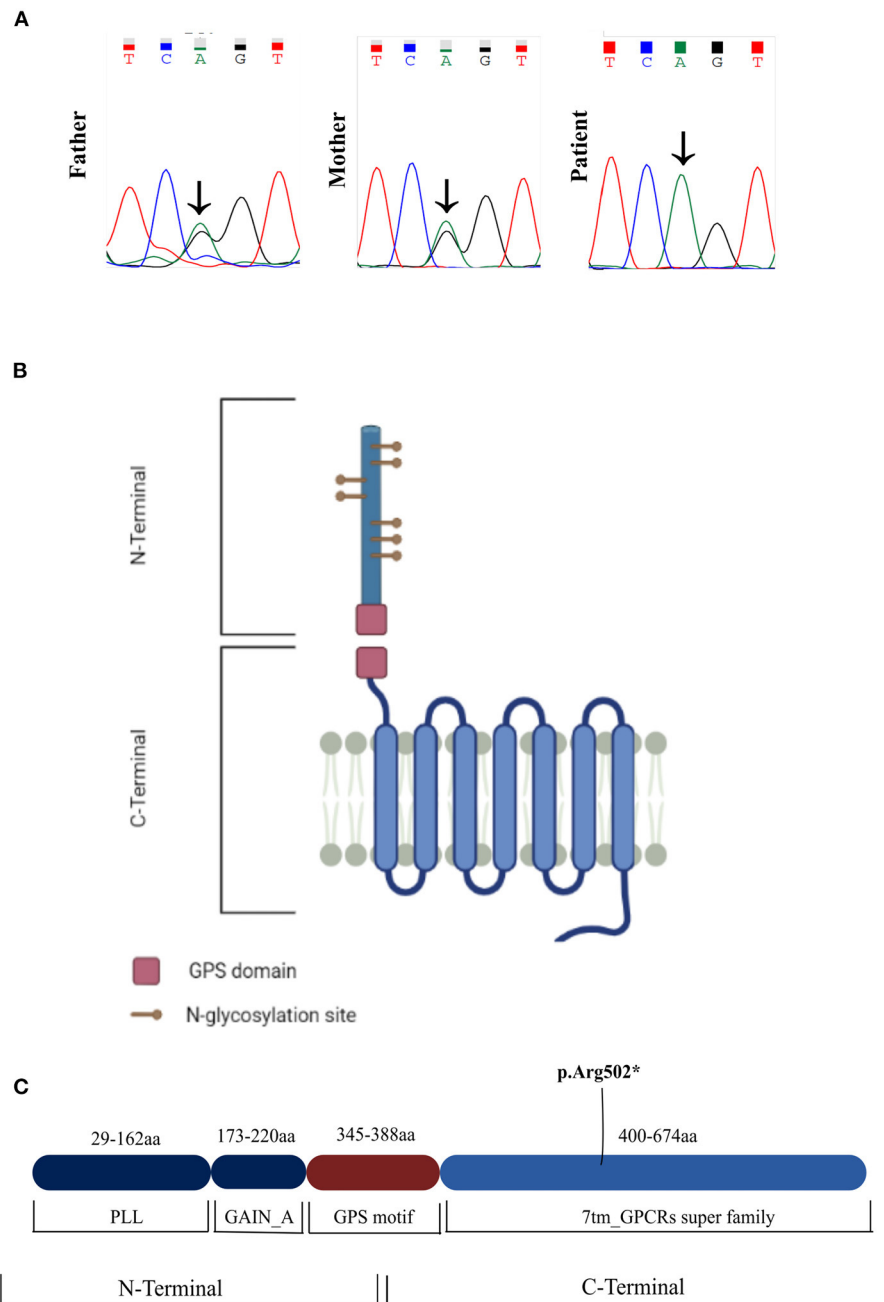 A
T C A G T
T C A G T
T C A G T
Father
Mother
Patient
B
N-Terminal
C-Terminal
GPS domain
N-glycosylation site
C
p.Arg502*
29-162aa
173-220aa
345-388aa
400-674aa
PLL
GAIN_A
GPS motif
7tm_GPCRs super family
N-Terminal
C-Terminal